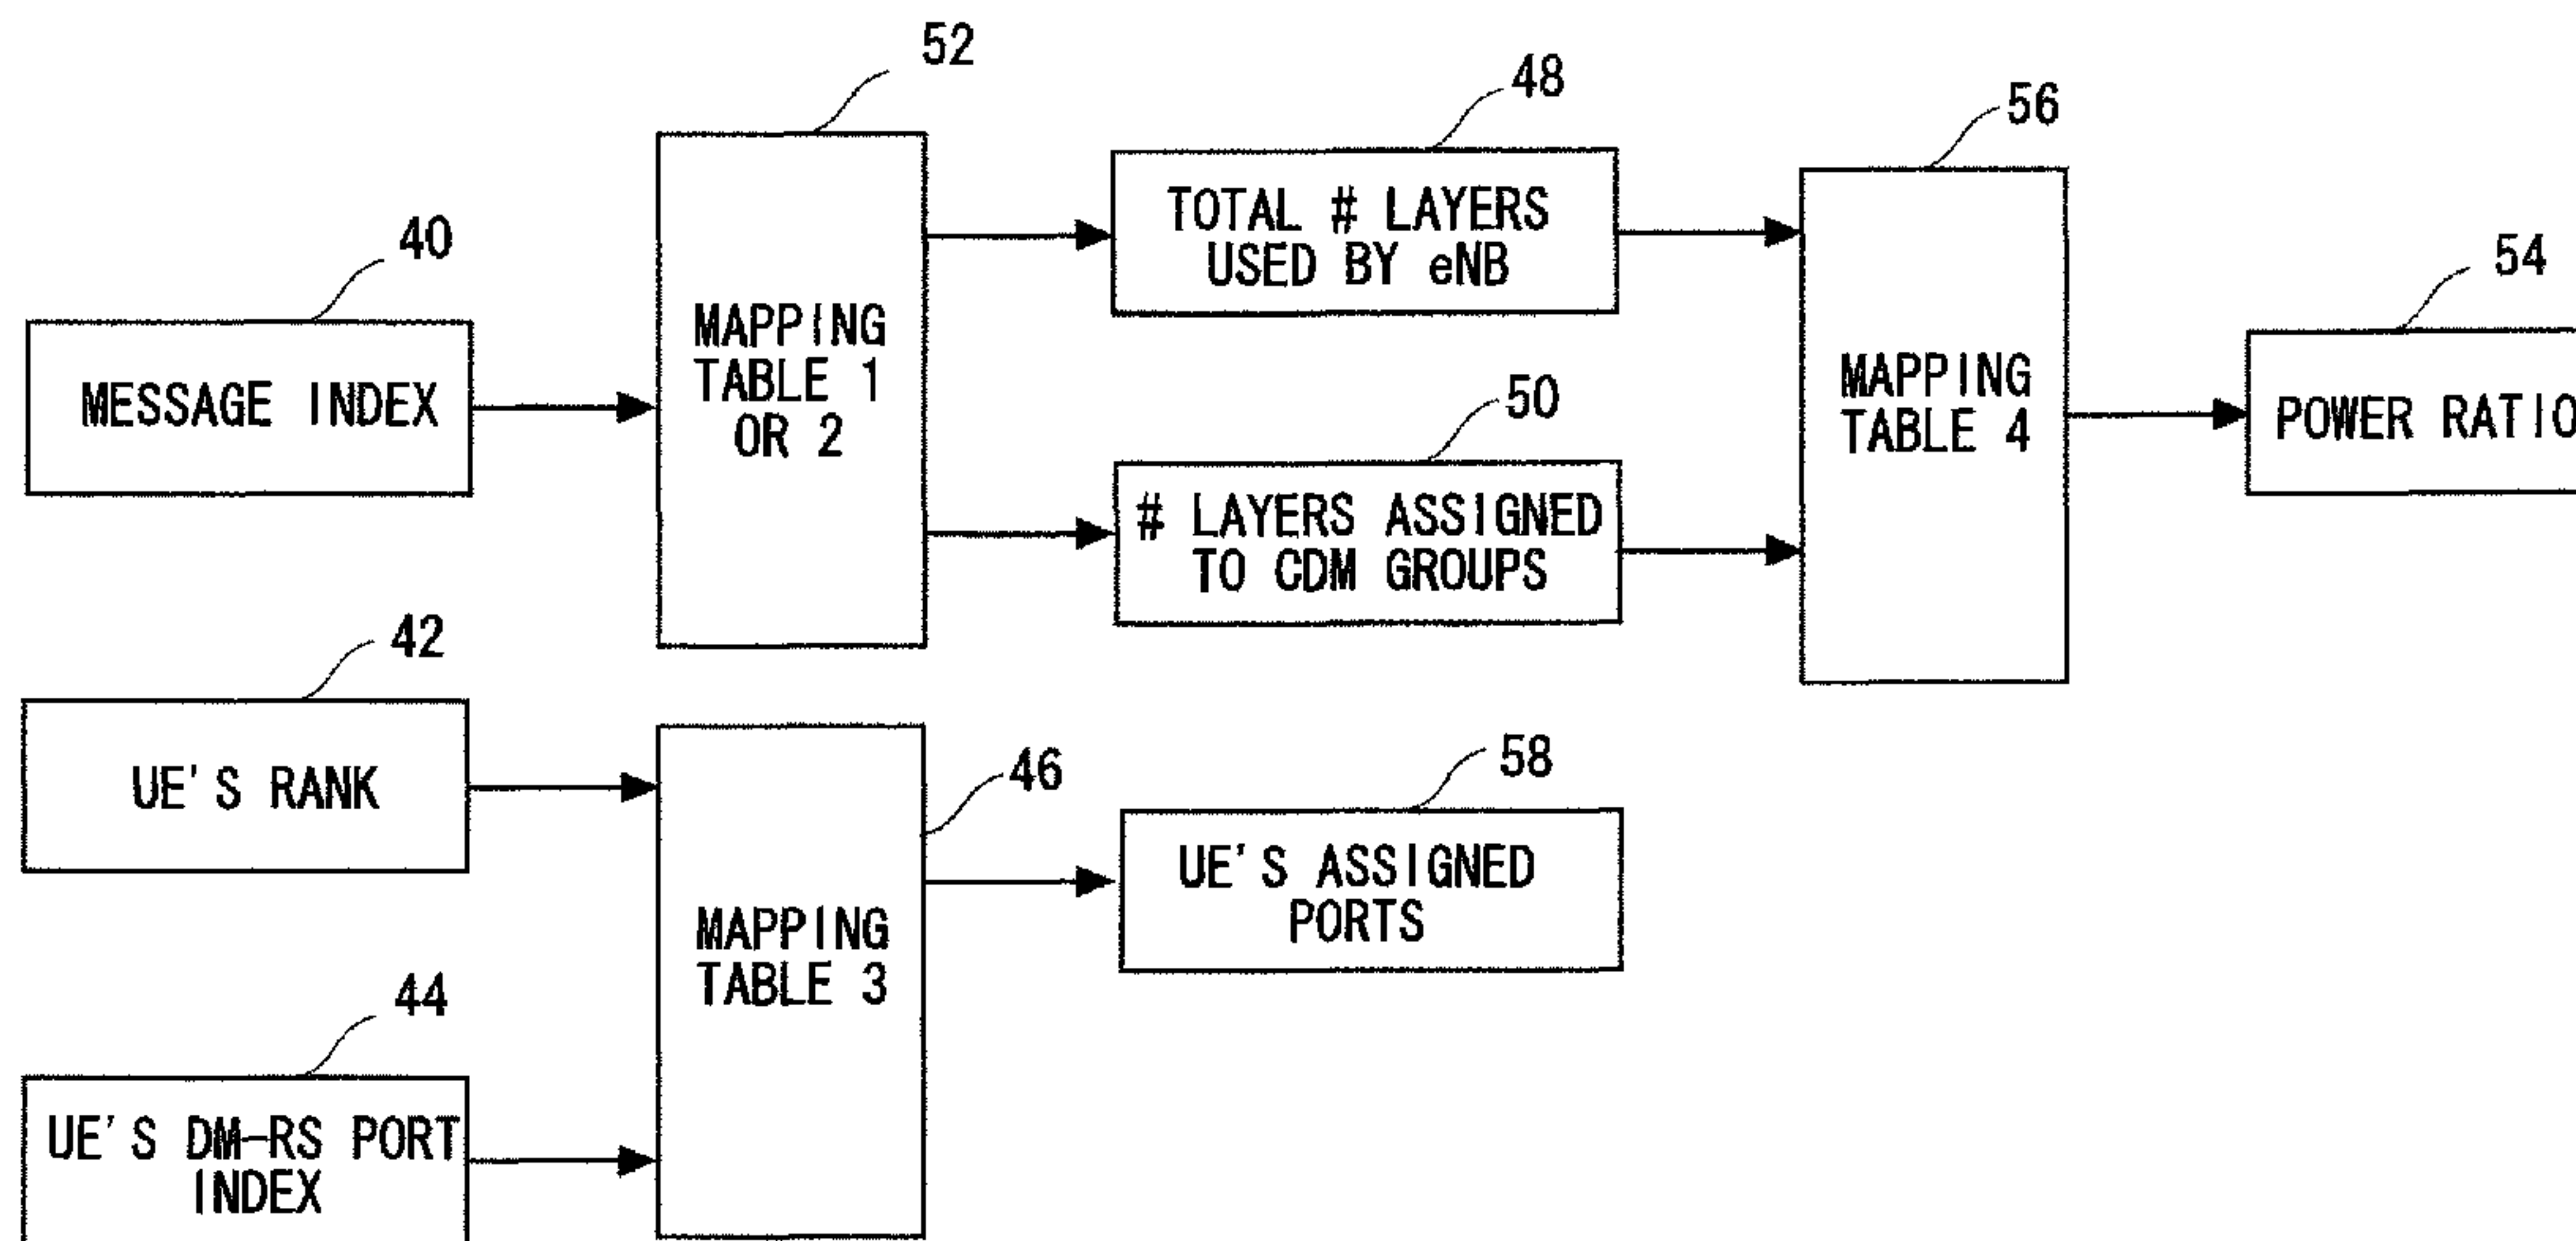 52
48
56
40
TOTAL # LAYERS
USED BY eNB
54
MESSAGE INDEX
MAPPING
TABLE 1
OR 2
50
MAPPING
TABLE 4
POWER RATIO
# LAYERS ASSIGNED
TO CDM GROUPS
42
UE'S RANK
46
58
MAPPING
TABLE 3
UE'S ASSIGNED
PORTS
44
UE'S DM-RS PORT
INDEX